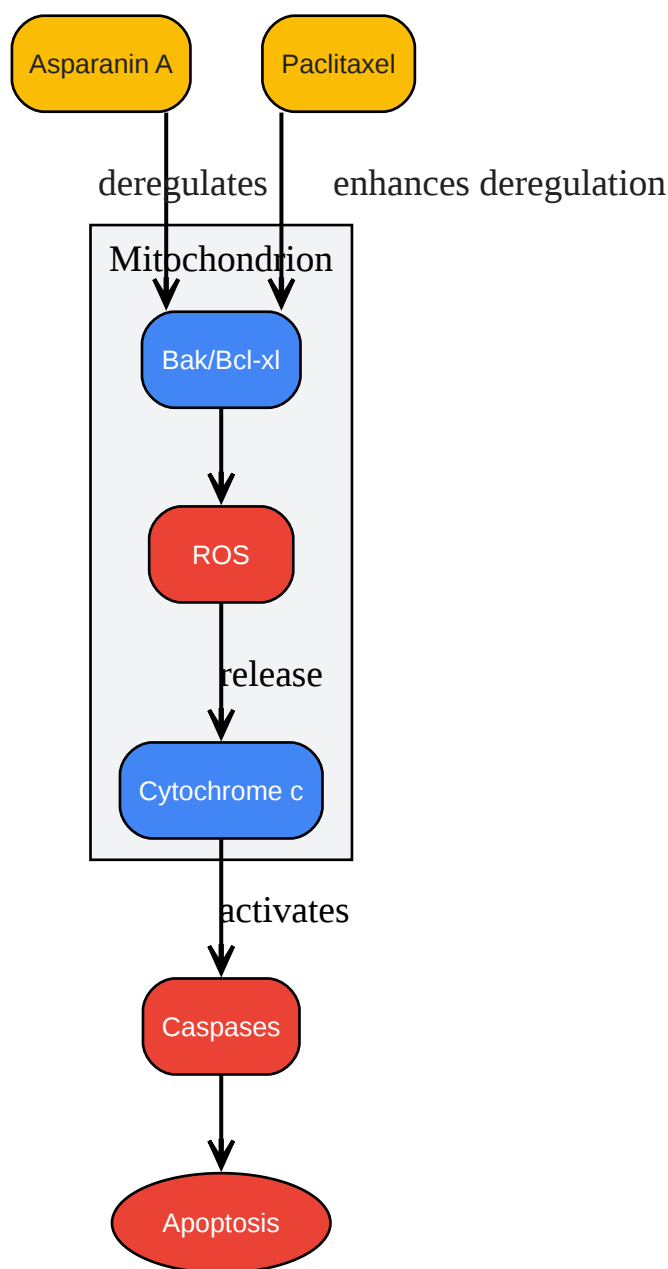 Asparanin A
Paclitaxel
deregulates
enhances deregulation
Mitochondrion
Bak/Bcl-xl
ROS
release
Cytochrome c
activates
Caspases
Apoptosis